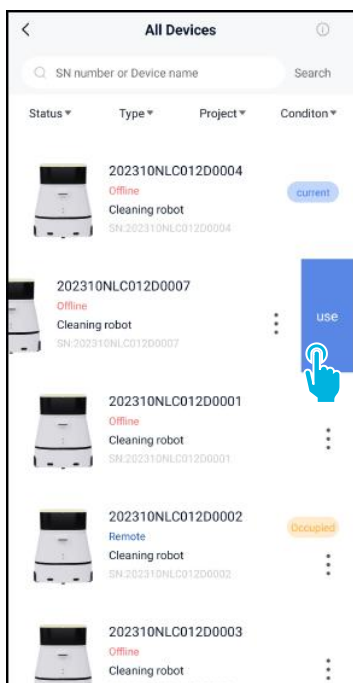 All Devices
SN number or Device name Search
Status Type Project Conditon
202310NLC012D0004
Offline current
Cleaning robot
SN:202310NLC012D0004
202310NLC012D0007
Offline
Cleaning robot use
SN:202310NLC012D0007
202310NLC012D0001
Offline
Cleaning robot
SN:202310NLC012D0001
202310NLC012D0002
Remote Occupied
Cleaning robot
SN:202310NLC012D0002
202310NLC012D0003
Offline
Cleaning robot